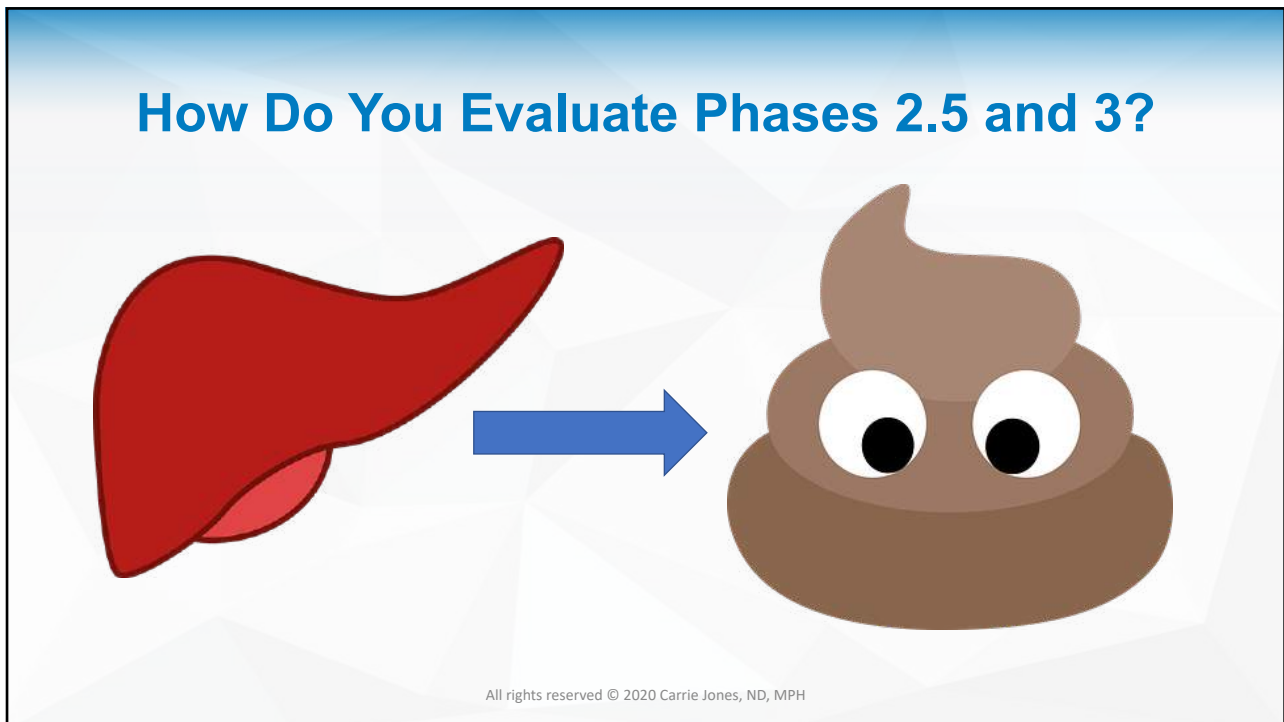 How Do You Evaluate Phases 2.5 and 3?
All rights reserved © 2020 Carrie Jones, ND, MPH